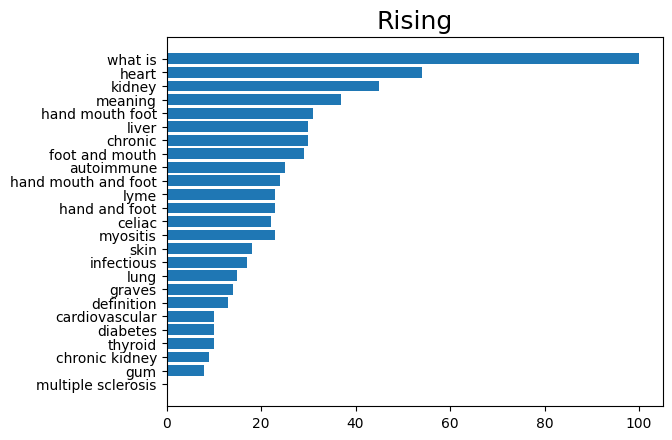 Rising
what is
heart
kidney
meaning
hand mouth foot
liver
chronic
foot and mouth
autoimmune
hand mouth and foot
lyme
hand and foot
celiac
myositis
skin
infectious
lung
graves
definition
cardiovascular
diabetes
thyroid
chronic kidney
gum
multiple sclerosis
0 20 40 60 80 100